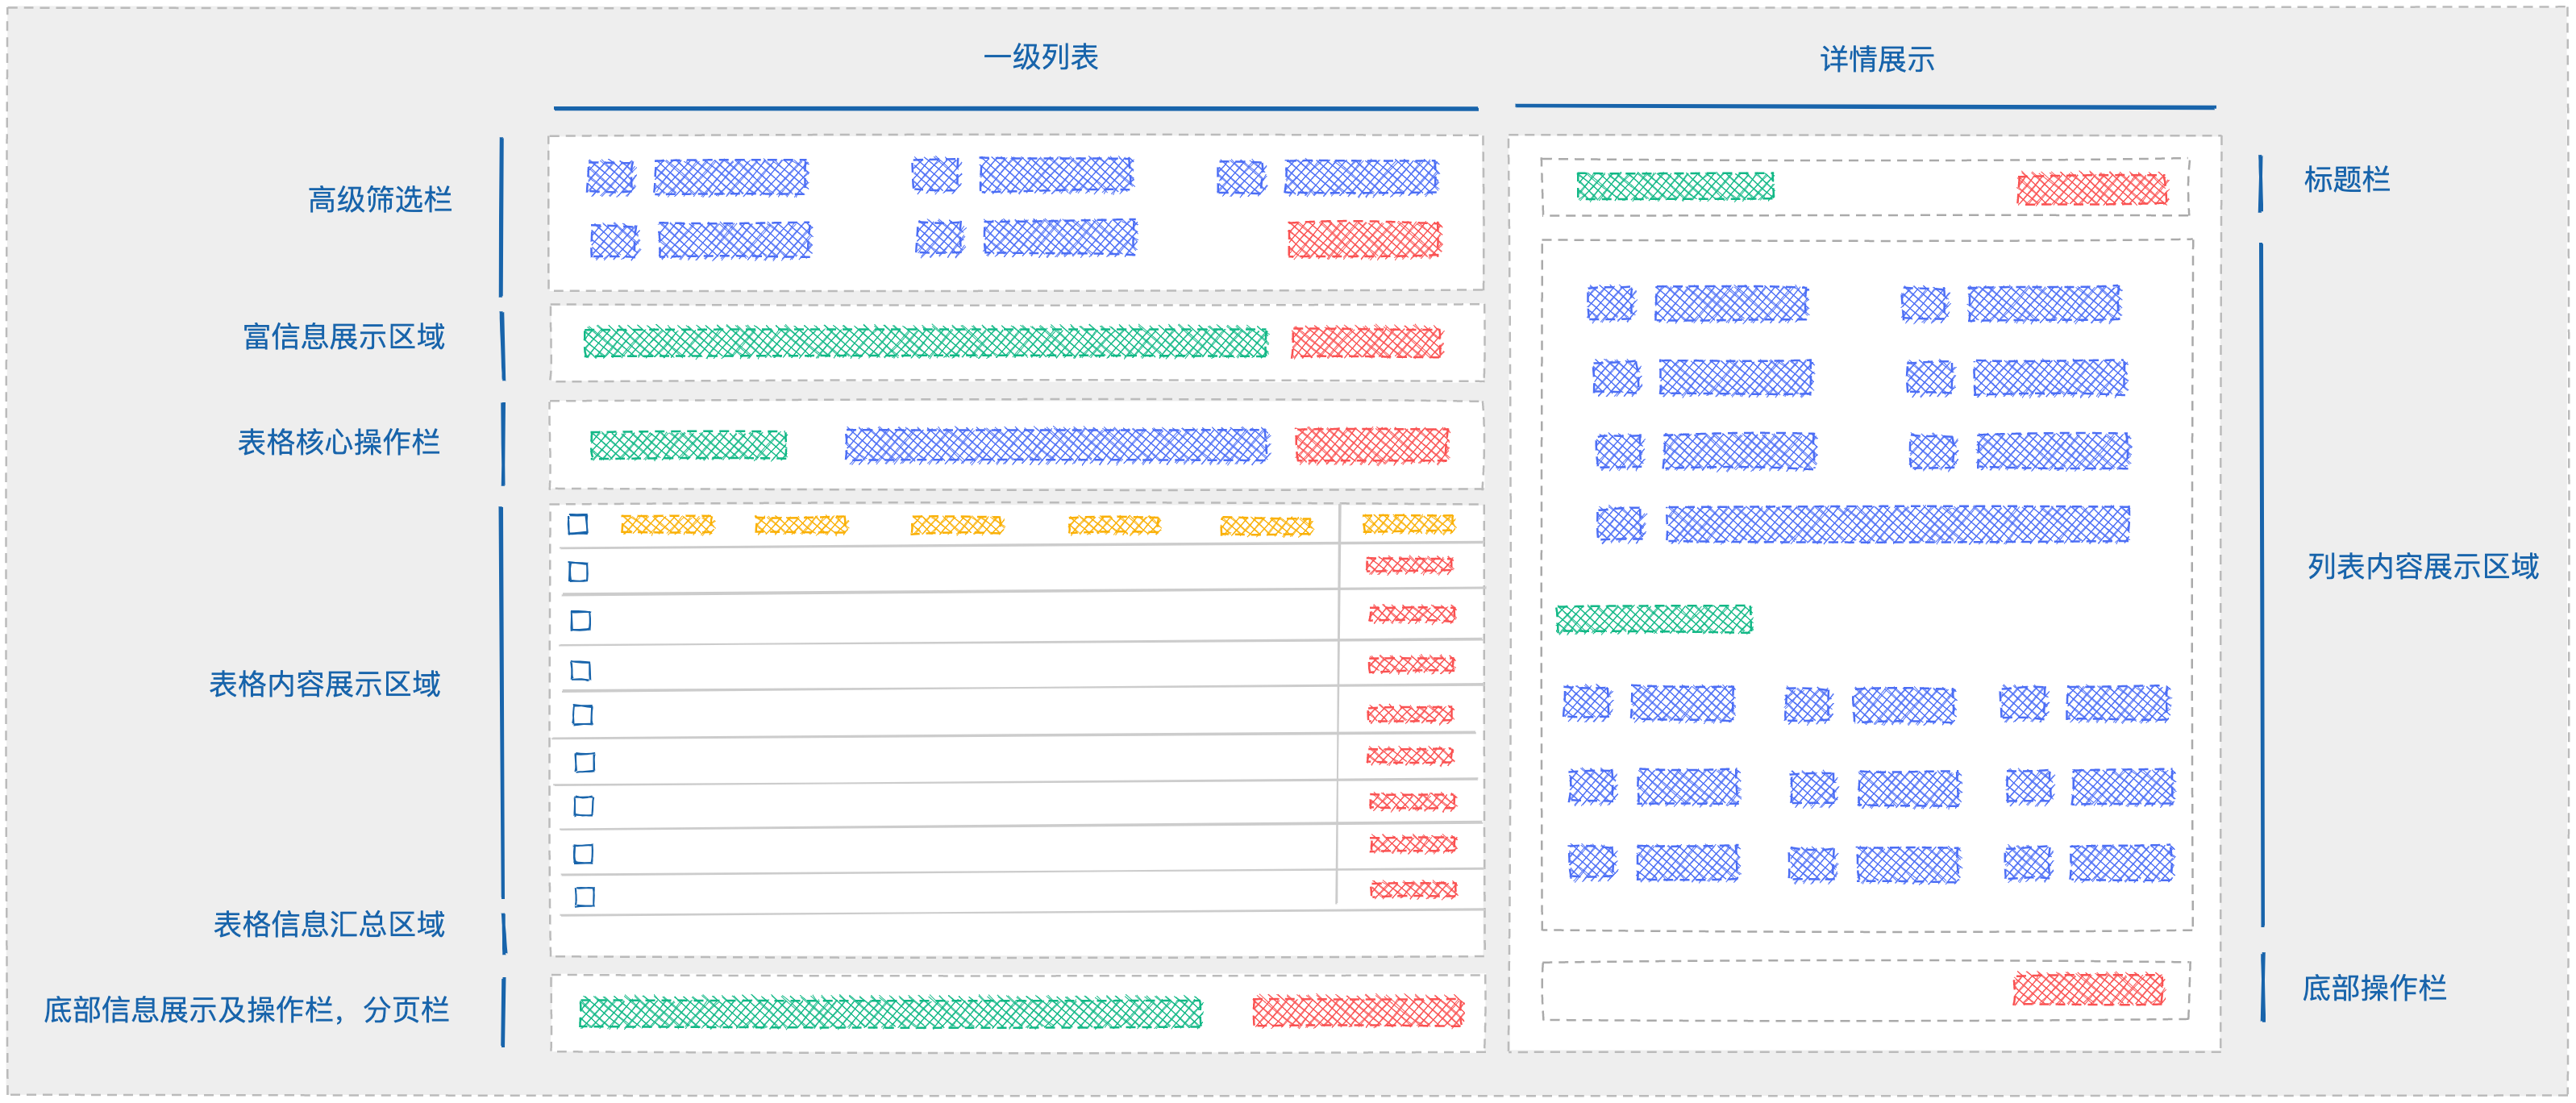 一级列表
详情展示
高级筛选栏
富信息展示区域
表格核心操作栏
表格内容展示区域
表格信息汇总区域
底部信息展示及操作栏，分页栏
标题栏
列表内容展示区域
底部操作栏